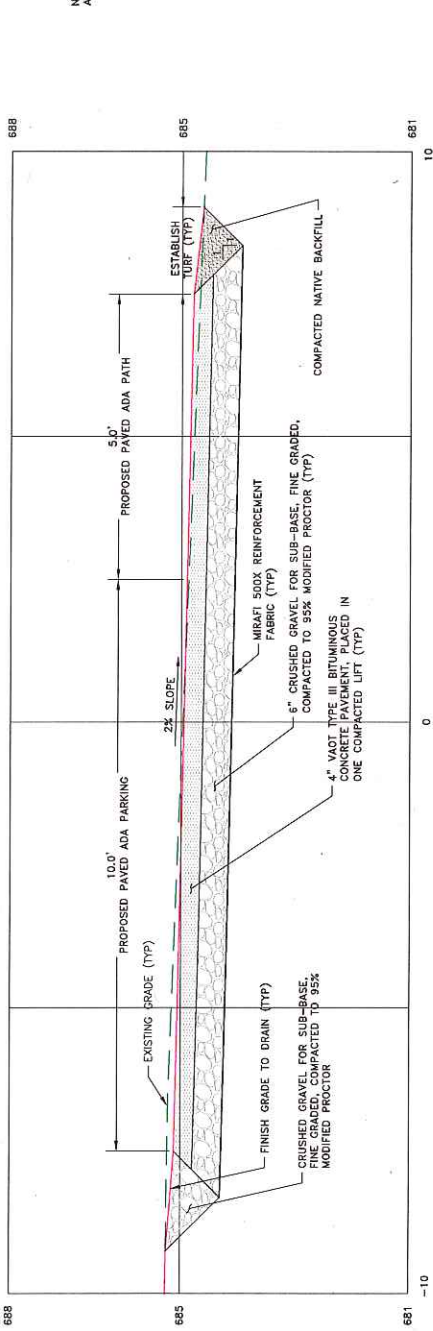 688
685
681
688
685
681
-10
0
10
10.0'
PROPOSED PAVED ADA PARKING
5.0'
PROPOSED PAVED ADA PATH
ESTABLISH
TURF (TYP)
EXISTING GRADE (TYP)
2% SLOPE
FINISH GRADE TO DRAIN (TYP)
CRUSHED GRAVEL FOR SUB-BASE,
FINE GRADED, COMPACTED TO 95%
MODIFIED PROCTOR
MIRAFI 500X REINFORCEMENT
FABRIC (TYP)
6" CRUSHED GRAVEL FOR SUB-BASE, FINE GRADED,
COMPACTED TO 95% MODIFIED PROCTOR (TYP)
4" VAOT TYPE III BITUMINOUS
CONCRETE PAVEMENT, PLACED IN
ONE COMPACTED LIFT (TYP)
COMPACTED NATIVE BACKFILL
N
A